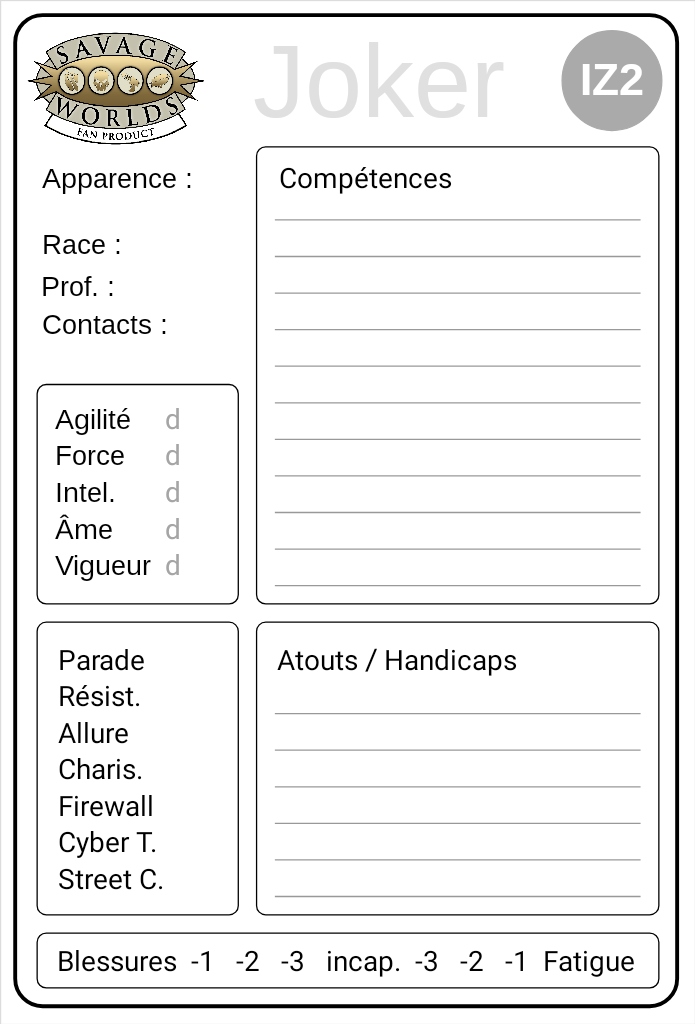 SAVAGE
WORLDS
FAN PRODUCT
Joker
IZ2
Apparence :
Race :
Prof. :
Contacts :
Compétences
Agilité d
Force d
Intel. d
Âme d
Vigueur d
Parade
Résist.
Allure
Charis.
Firewall
Cyber T.
Street C.
Atouts / Handicaps
Blessures -1 -2 -3 incap. -3 -2 -1 Fatigue